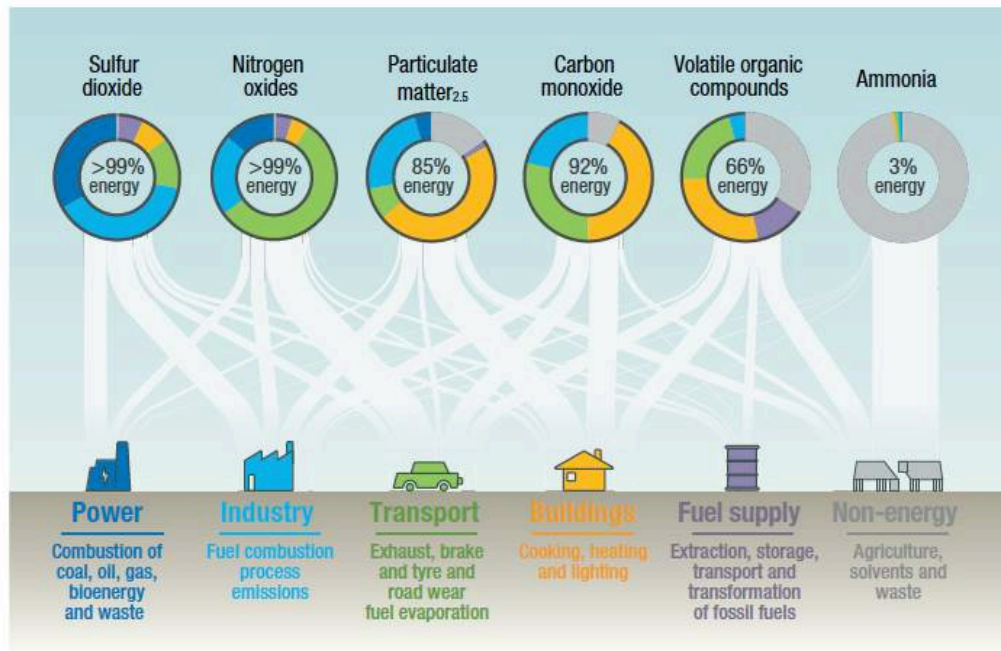 Sulfur
dioxide
Nitrogen
oxides
Particulate
matter2.5
Carbon
monoxide
Volatile organic
compounds
Ammonia
>99%
energy
>99%
energy
85%
energy
92%
energy
66%
energy
3%
energy
Power
Combustion of
coal, oil, gas,
bioenergy
and waste
Industry
Fuel combustion
process
emissions
Transport
Exhaust, brake
and tyre and
road wear
fuel evaporation
Buildings
Cooking, heating
and lighting
Fuel supply
Extraction, storage,
transport and
transformation
of fossil fuels
Non-energy
Agriculture,
solvents and
waste